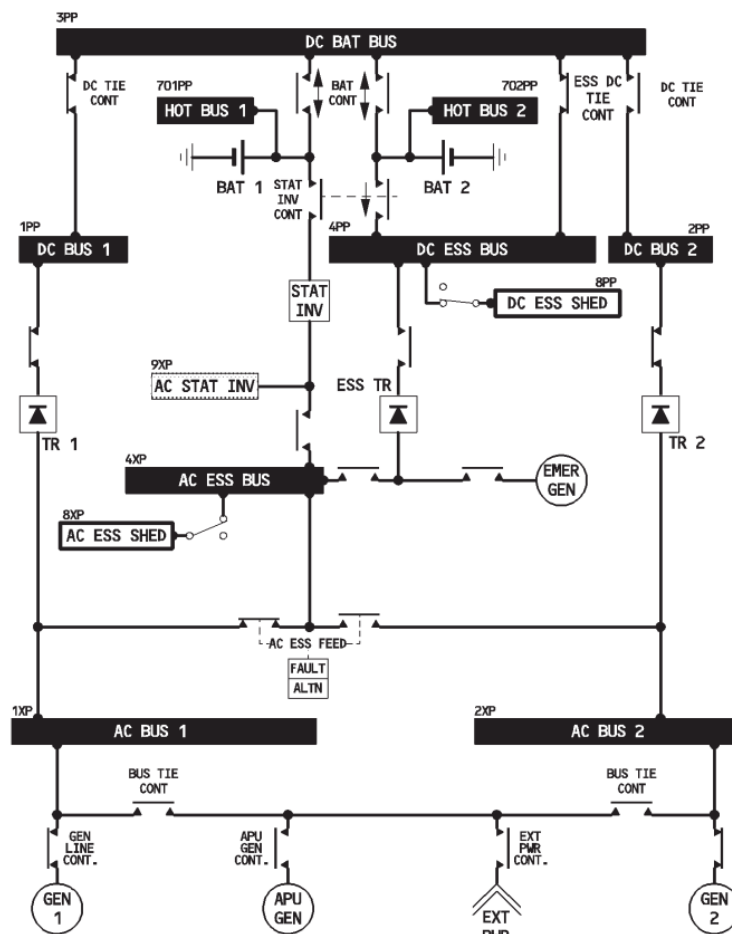 3PP
DC BAT BUS
DC TIE
CONT
701PP
HOT BUS 1
BAT
CONT
702PP
HOT BUS 2
ESS DC
TIE
CONT
DC TIE
CONT
BAT 1
STAT
INV
CONT
BAT 2
1PP
DC BUS 1
4PP
DC ESS BUS
2PP
DC BUS 2
8PP
DC ESS SHED
STAT
INV
9XP
AC STAT INV
ESS TR
TR 1
TR 2
4XP
AC ESS BUS
EMER
GEN
8XP
AC ESS SHED
AC ESS FEED
FAULT
ALTN
1XP
AC BUS 1
2XP
AC BUS 2
BUS TIE
CONT
BUS TIE
CONT
GEN
LINE
CONT.
APU
GEN
CONT.
EXT
PWR
CONT.
GEN
1
APU
GEN
EXT
PWR
GEN
2